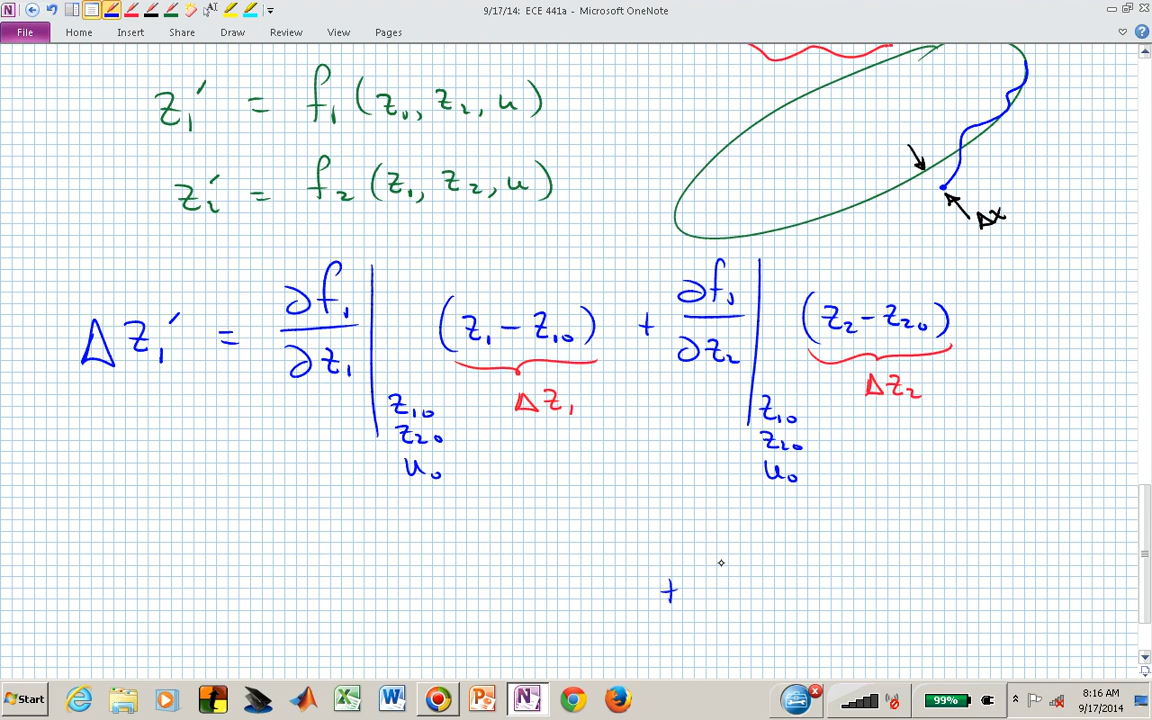 9/17/14: ECE 441a - Microsoft OneNote
File Home Insert Share Draw Review View Pages
z₁′ = f₁(z₁, z₂, u)
z₂′ = f₂(z₁, z₂, u)
Δx
Δz₁′ = ∂f₁/∂z₁ | (z₁ - z₁₀) + ∂f₁/∂z₂ | (z₂ - z₂₀)
Δz₁ Δz₂
z₁₀ z₁₀
z₂₀ z₂₀
u₀ u₀
+
Start
99%
8:16 AM
9/17/2014